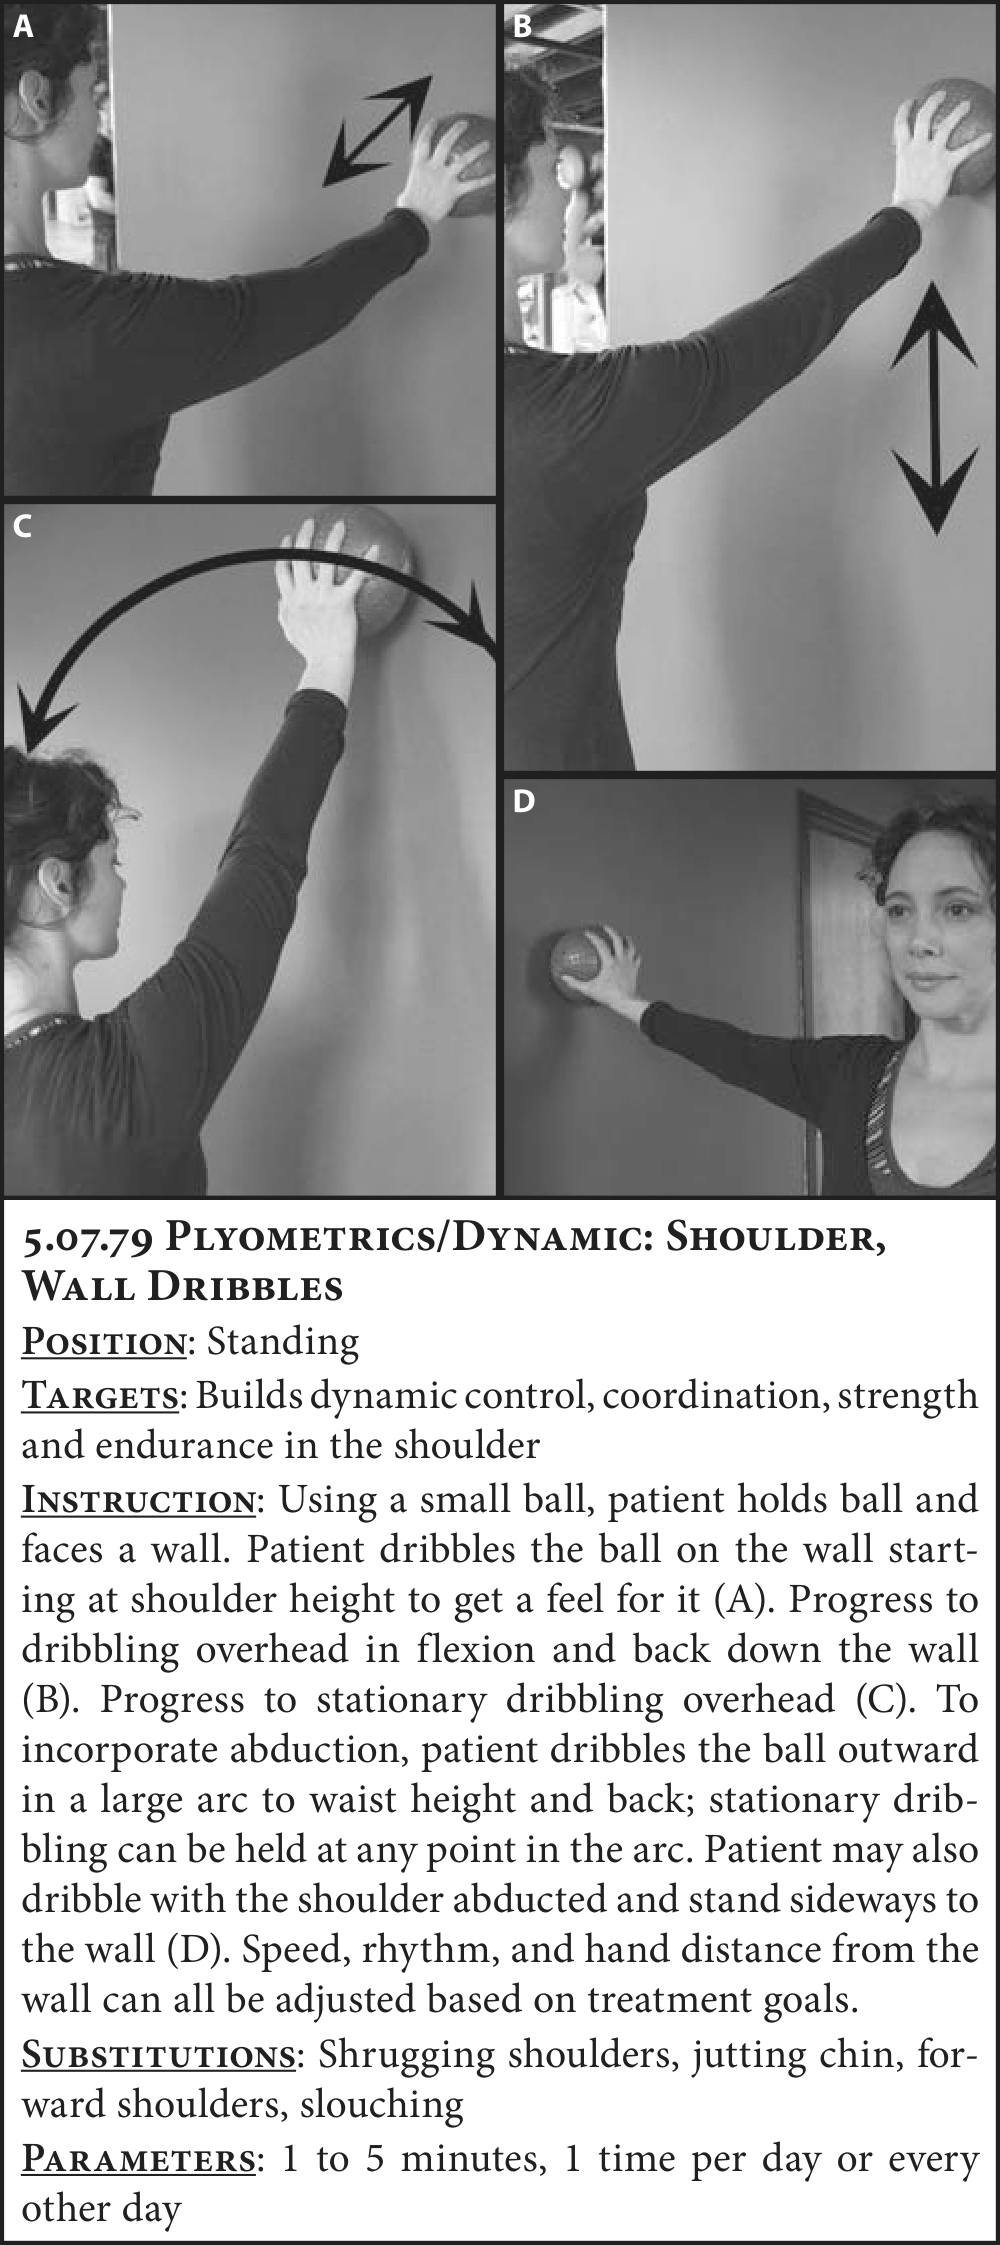 A
B
C
D
5.07.79 Plyometrics/Dynamic: Shoulder,
Wall Dribbles
Position: Standing
Targets: Builds dynamic control, coordination, strength
and endurance in the shoulder
Instruction: Using a small ball, patient holds ball and
faces a wall. Patient dribbles the ball on the wall start-
ing at shoulder height to get a feel for it (A). Progress to
dribbling overhead in flexion and back down the wall
(B). Progress to stationary dribbling overhead (C). To
incorporate abduction, patient dribbles the ball outward
in a large arc to waist height and back; stationary drib-
bling can be held at any point in the arc. Patient may also
dribble with the shoulder abducted and stand sideways to
the wall (D). Speed, rhythm, and hand distance from the
wall can all be adjusted based on treatment goals.
Substitutions: Shrugging shoulders, jutting chin, for-
ward shoulders, slouching
Parameters: 1 to 5 minutes, 1 time per day or every
other day